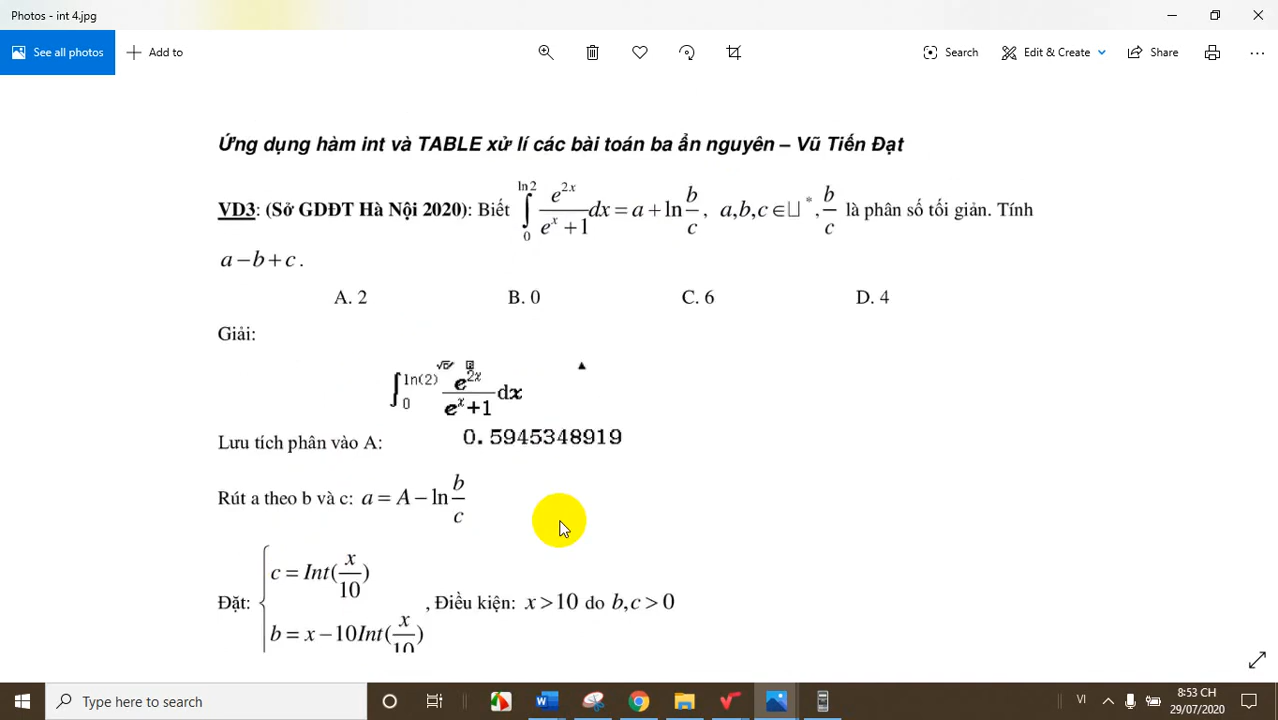 Photos - int 4.jpg
See all photos
Add to
Search
Edit & Create
Share
Ứng dụng hàm int và TABLE xử lí các bài toán ba ẩn nguyên – Vũ Tiến Đạt
VD3: (Sở GDĐT Hà Nội 2020): Biết ∫₀^{ln 2} e^{2x}/(e^x+1) dx = a + ln b/c, a,b,c ∈ ⊔*, b/c là phân số tối giản. Tính
a − b + c.
A. 2 B. 0 C. 6 D. 4
Giải:
∫₀^{ln(2)} e^{2x}/(e^x+1) dx
Lưu tích phân vào A: 0.5945348919
Rút a theo b và c: a = A − ln b/c
Đặt: { c = Int(x/10) b = x − 10Int(x/10) , Điều kiện: x > 10 do b,c > 0
Type here to search
VI
8:53 CH
29/07/2020